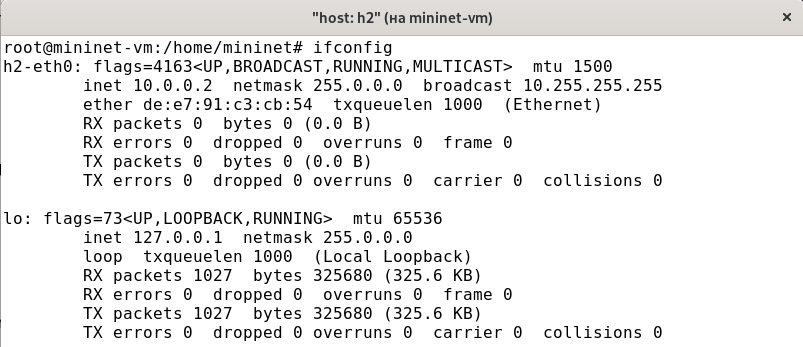 "host: h2" (на mininet-vm)
×
root@mininet-vm:/home/mininet# ifconfig
h2-eth0: flags=4163<UP,BROADCAST,RUNNING,MULTICAST>  mtu 1500
        inet 10.0.0.2  netmask 255.0.0.0  broadcast 10.255.255.255
        ether de:e7:91:c3:cb:54  txqueuelen 1000  (Ethernet)
        RX packets 0  bytes 0 (0.0 B)
        RX errors 0  dropped 0  overruns 0  frame 0
        TX packets 0  bytes 0 (0.0 B)
        TX errors 0  dropped 0 overruns 0  carrier 0  collisions 0

lo: flags=73<UP,LOOPBACK,RUNNING>  mtu 65536
        inet 127.0.0.1  netmask 255.0.0.0
        loop  txqueuelen 1000  (Local Loopback)
        RX packets 1027  bytes 325680 (325.6 KB)
        RX errors 0  dropped 0  overruns 0  frame 0
        TX packets 1027  bytes 325680 (325.6 KB)
        TX errors 0  dropped 0 overruns 0  carrier 0  collisions 0